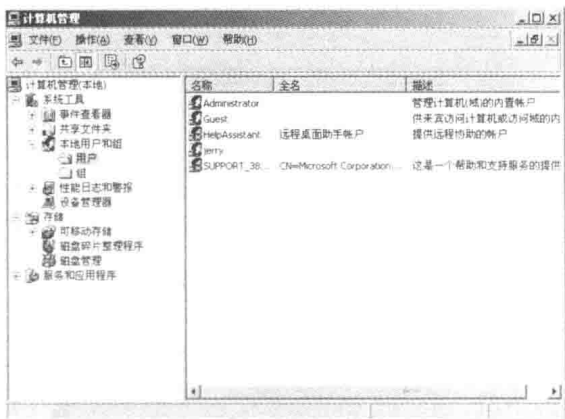 计算机管理
文件(F) 操作(A) 查看(V) 窗口(W) 帮助(H)
计算机管理(本地)
系统工具
事件查看器
共享文件夹
本地用户和组
用户
组
性能日志和警报
设备管理器
存储
可移动存储
磁盘碎片整理程序
磁盘管理
服务和应用程序
名称 全名 描述
Administrator 管理计算机(域)的内置帐户
Guest 供来宾访问计算机或访问域的内
HelpAssistant 远程桌面助手帐户 提供远程协助的帐户
jerry
SUPPORT_38... CN=Microsoft Corporation... 这是一个帮助和支持服务的提供